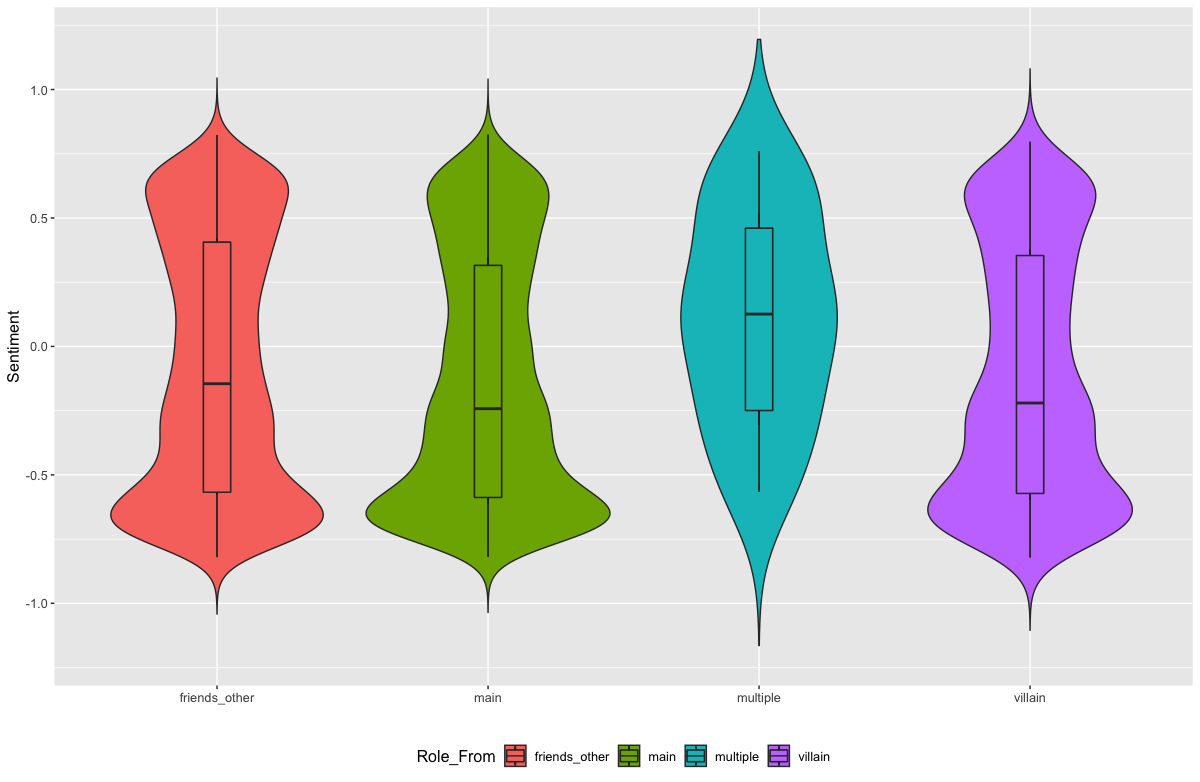 Sentiment
1.0
0.5
0.0
-0.5
-1.0
friends_other main multiple villain
Role_From friends_other main multiple villain